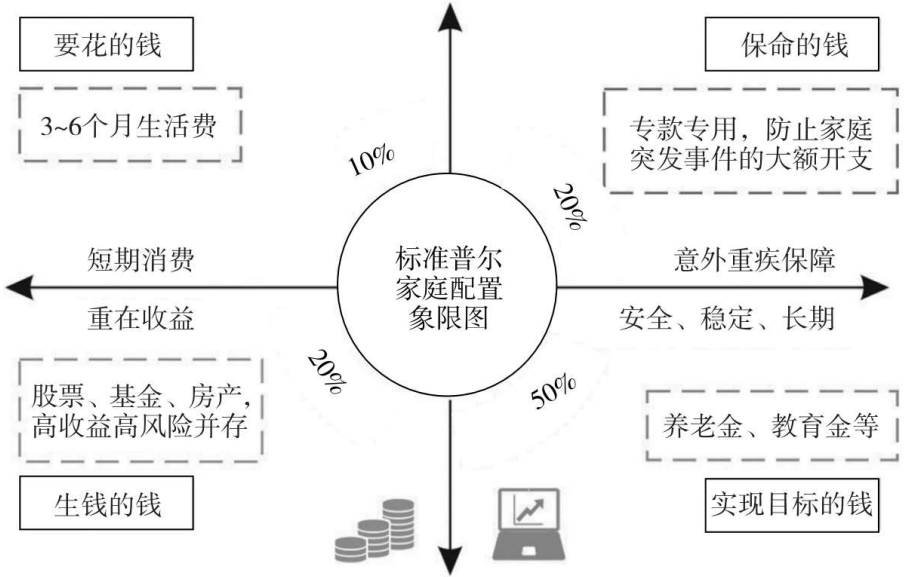 要花的钱
3~6个月生活费
10%
短期消费
保命的钱
专款专用，防止家庭
突发事件的大额开支
20%
意外重疾保障
标准普尔
家庭配置
象限图
重在收益
20%
股票、基金、房产，
高收益高风险并存
生钱的钱
安全、稳定、长期
50%
养老金、教育金等
实现目标的钱